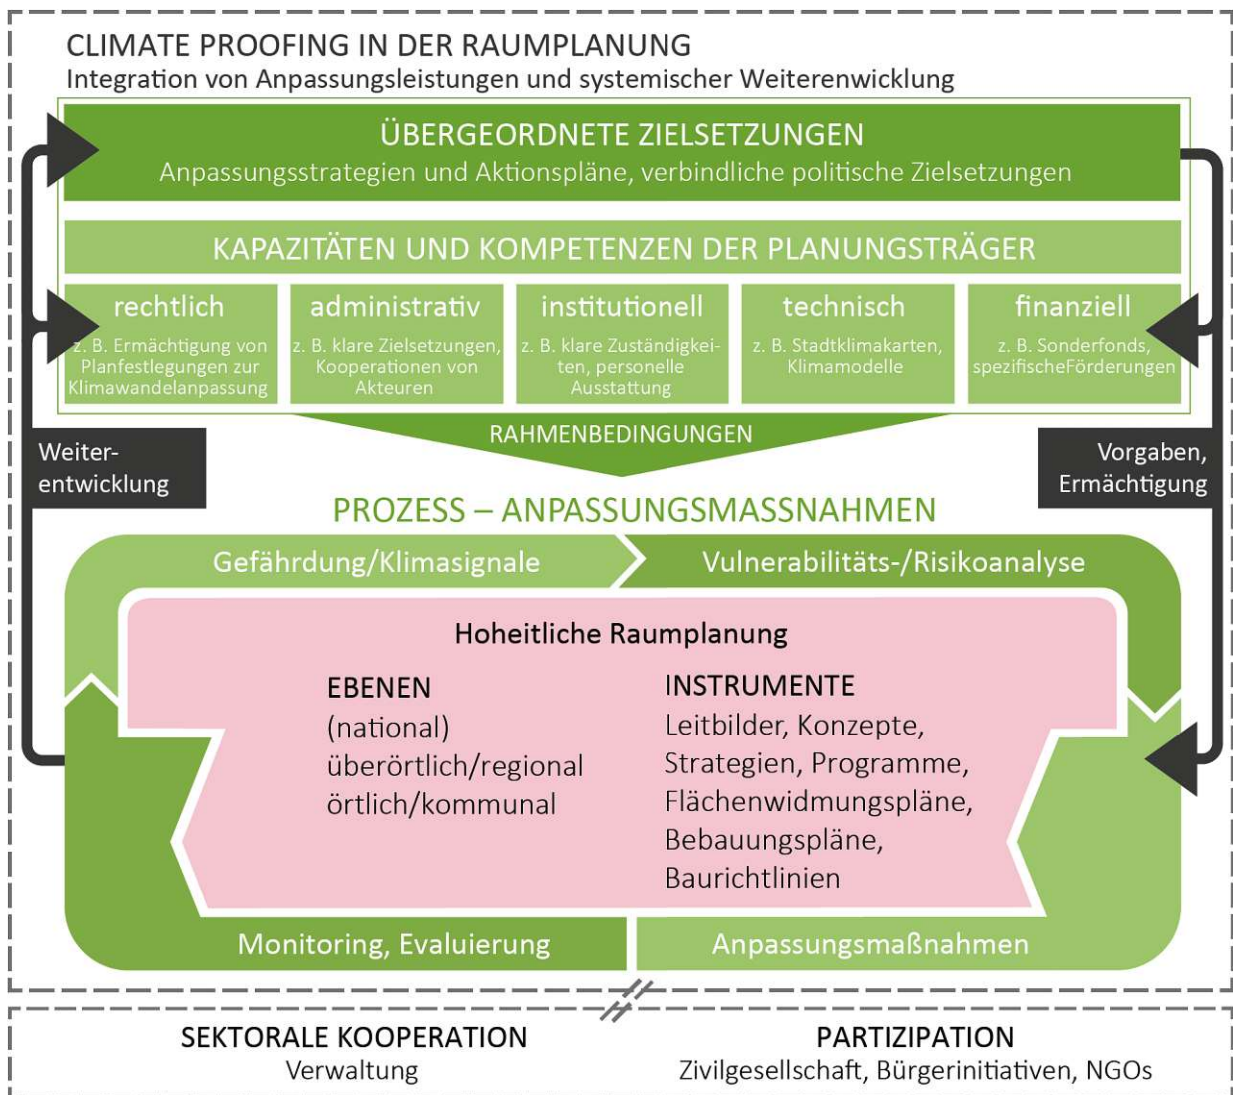 CLIMATE PROOFING IN DER RAUMPLANUNG
Integration von Anpassungsleistungen und systemischer Weiterenwicklung
ÜBERGEORDNETE ZIELSETZUNGEN
Anpassungsstrategien und Aktionspläne, verbindliche politische Zielsetzungen
KAPAZITÄTEN UND KOMPETENZEN DER PLANUNGSTRÄGER
rechtlich
z. B. Ermächtigung von
Planfestlegungen zur
Klimawandelanpassung
administrativ
z. B. klare Zielsetzungen,
Kooperationen von
Akteuren
institutionell
z. B. klare Zuständigkei-
ten, personelle
Ausstattung
technisch
z. B. Stadtklimakarten,
Klimamodelle
finanziell
z. B. Sonderfonds,
spezifischeFörderungen
RAHMENBEDINGUNGEN
Weiter-
entwicklung
Vorgaben,
Ermächtigung
PROZESS – ANPASSUNGSMASSNAHMEN
Gefährdung/Klimasignale
Vulnerabilitäts-/Risikoanalyse
Hoheitliche Raumplanung
EBENEN
(national)
überörtlich/regional
örtlich/kommunal
INSTRUMENTE
Leitbilder, Konzepte,
Strategien, Programme,
Flächenwidmungspläne,
Bebauungspläne,
Baurichtlinien
Monitoring, Evaluierung
Anpassungsmaßnahmen
SEKTORALE KOOPERATION
Verwaltung
PARTIZIPATION
Zivilgesellschaft, Bürgerinitiativen, NGOs